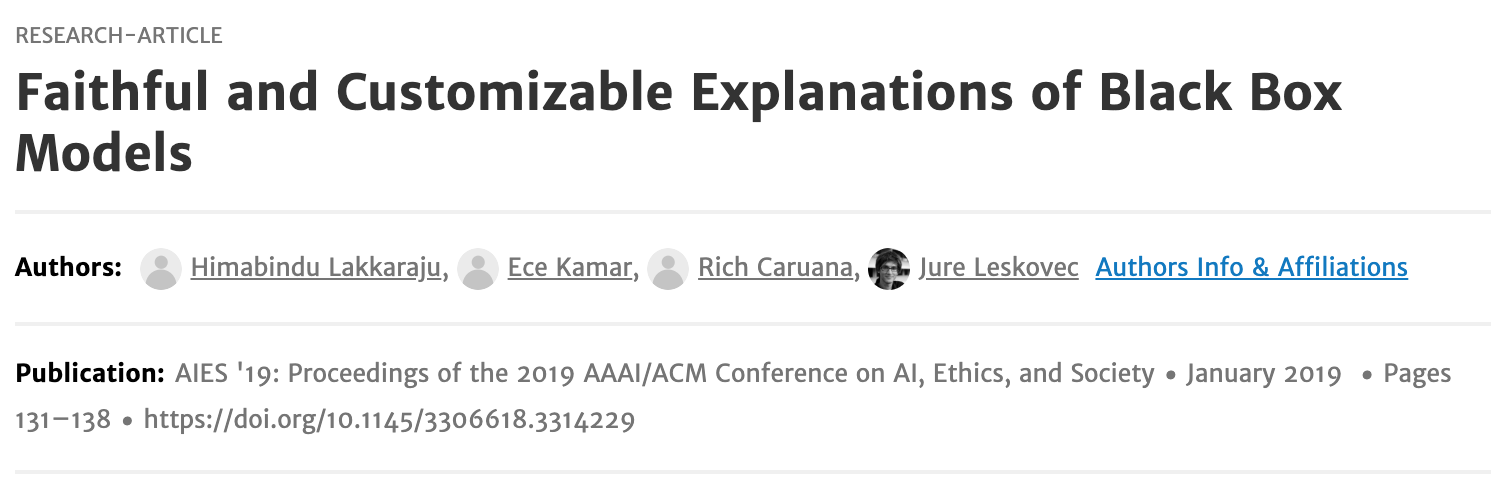 RESEARCH-ARTICLE
Faithful and Customizable Explanations of Black Box
Models
Authors: Himabindu Lakkaraju, Ece Kamar, Rich Caruana, Jure Leskovec Authors Info & Affiliations
Publication: AIES '19: Proceedings of the 2019 AAAI/ACM Conference on AI, Ethics, and Society • January 2019 • Pages
131–138 • https://doi.org/10.1145/3306618.3314229